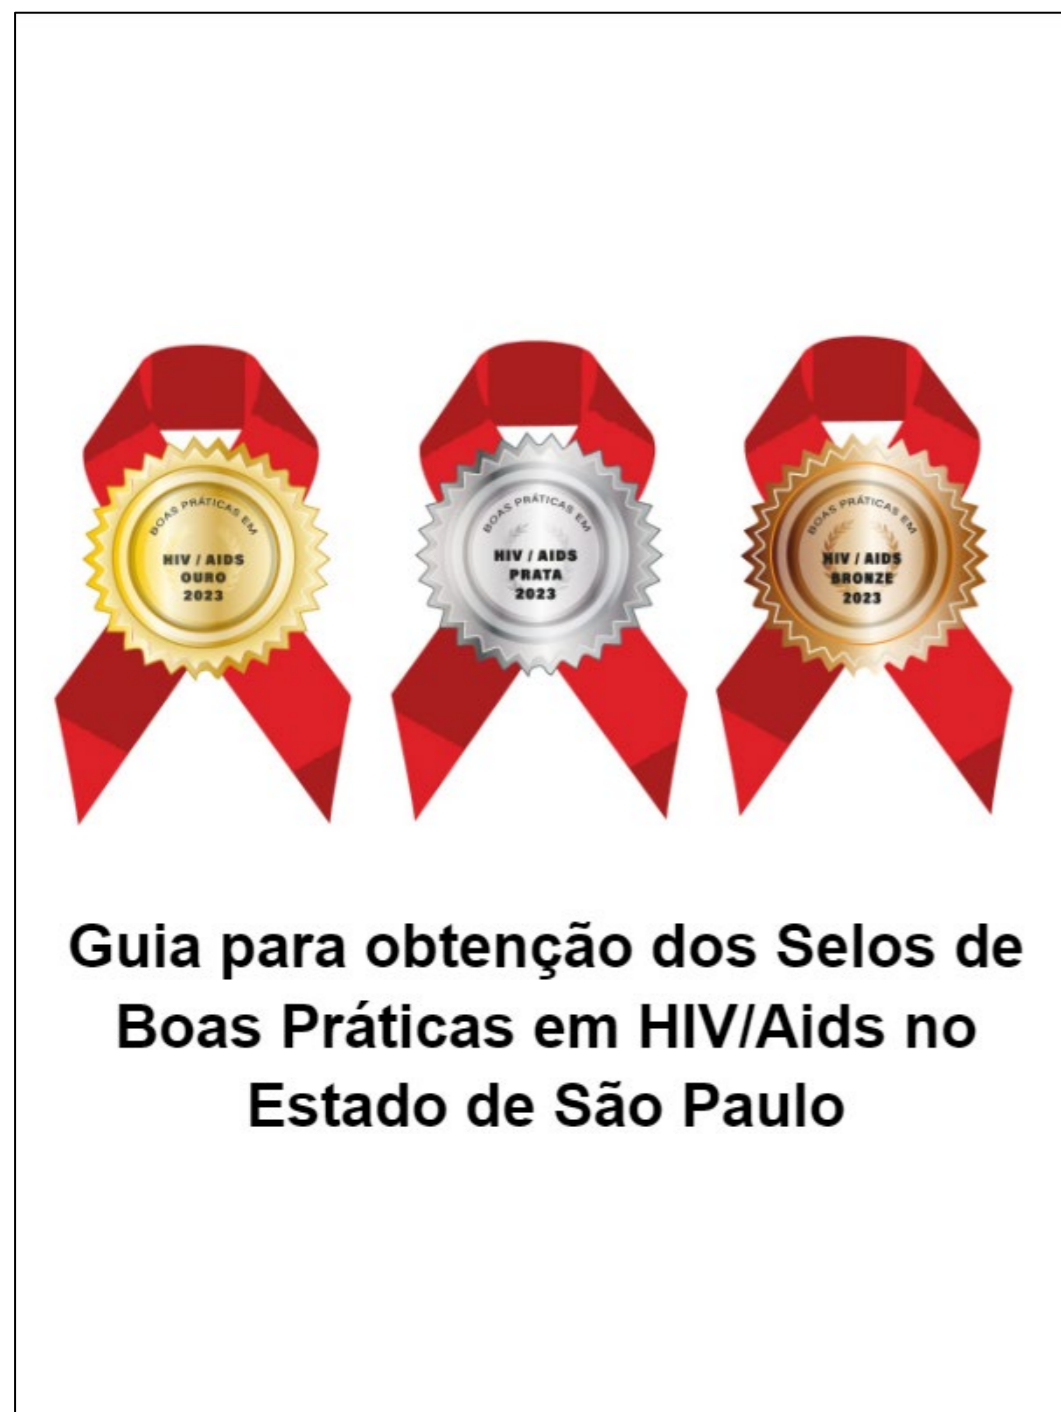 BOAS PRÁTICAS EM
HIV / AIDS
OURO
2023
BOAS PRÁTICAS EM
HIV / AIDS
PRATA
2023
BOAS PRÁTICAS EM
HIV / AIDS
BRONZE
2023
Guia para obtenção dos Selos de
Boas Práticas em HIV/Aids no
Estado de São Paulo